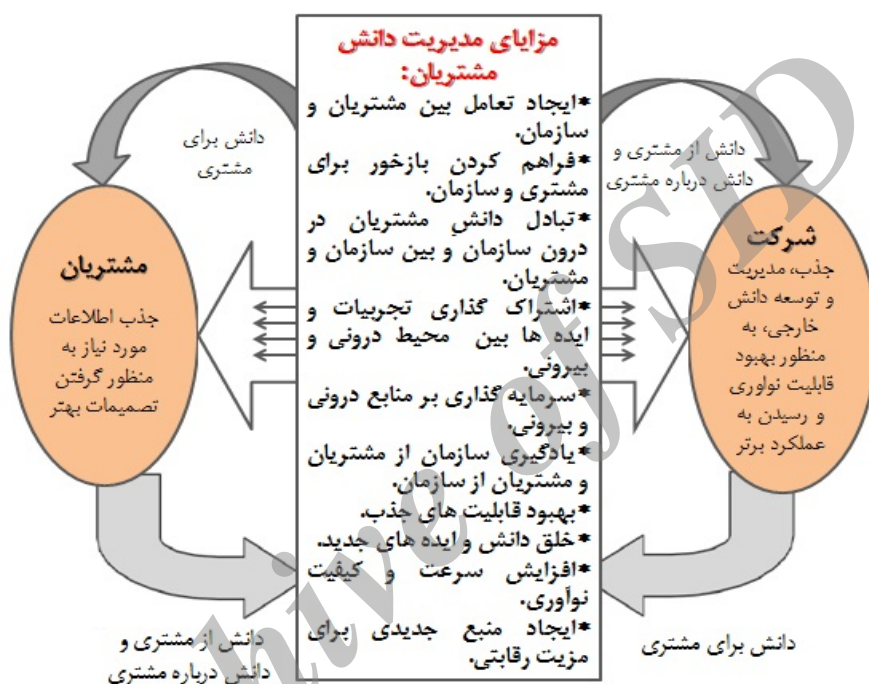 مزایای مدیریت دانش
مشتریان:
*ایجاد تعامل بین مشتریان و
سازمان.
*فراهم کردن بازخور برای
مشتری و سازمان.
*تبادل دانش مشتریان در
درون سازمان و بین سازمان و
مشتریان.
*اشتراک گذاری تجربیات و
ایده ها بین محیط درونی و
بیرونی.
*سرمایه گذاری بر منابع درونی
و بیرونی.
*یادگیری سازمان از مشتریان
و مشتریان از سازمان.
*بهبود قابلیت های جذب.
*خلق دانش و ایده های جدید.
*افزایش سرعت و کیفیت
نوآوری.
*ایجاد منبع جدیدی برای
مزیت رقابتی.
دانش از مشتری و
دانش درباره مشتری
شرکت
جذب، مدیریت
و توسعه دانش
خارجی، به
منظور بهبود
قابلیت نواوری
و رسیدن به
عملکرد برتر
دانش برای مشتری
دانش برای
مشتری
مشتریان
جذب اطلاعات
مورد نیاز به
منظور گرفتن
تصمیمات بهتر
دانش از مشتری و
دانش درباره مشتری
hive of SID